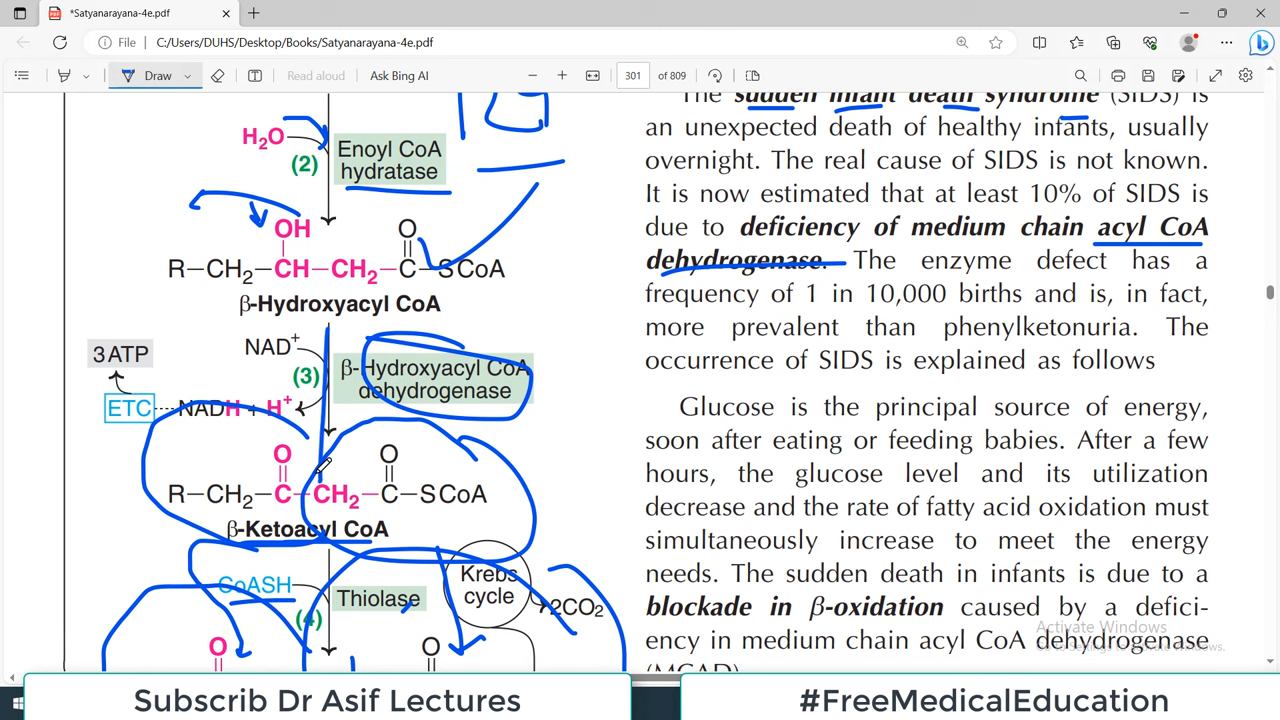 *Satyanarayana-4e.pdf
File C:/Users/DUHS/Desktop/Books/Satyanarayana-4e.pdf
Draw Read aloud Ask Bing AI 301 of 809
H₂O
(2)
Enoyl CoA
hydratase
OH
O
R–CH₂–CH–CH₂–C–SCoA
β-Hydroxyacyl CoA
NAD⁺
3 ATP
(3)
β-Hydroxyacyl CoA
dehydrogenase
ETC NADH + H⁺
O
O
R–CH₂–C–CH₂–C–SCoA
β-Ketoacyl CoA
CoASH
(4)
Thiolase
Krebs
cycle
2CO₂
O
O
The sudden infant death syndrome (SIDS) is
an unexpected death of healthy infants, usually
overnight. The real cause of SIDS is not known.
It is now estimated that at least 10% of SIDS is
due to deficiency of medium chain acyl CoA
dehydrogenase. The enzyme defect has a
frequency of 1 in 10,000 births and is, in fact,
more prevalent than phenylketonuria. The
occurrence of SIDS is explained as follows
Glucose is the principal source of energy,
soon after eating or feeding babies. After a few
hours, the glucose level and its utilization
decrease and the rate of fatty acid oxidation must
simultaneously increase to meet the energy
needs. The sudden death in infants is due to a
blockade in β-oxidation caused by a defici-
ency in medium chain acyl CoA dehydrogenase
(MCAD).
Activate Windows
Go to Settings to activate Windows.
Subscrib Dr Asif Lectures
#FreeMedicalEducation